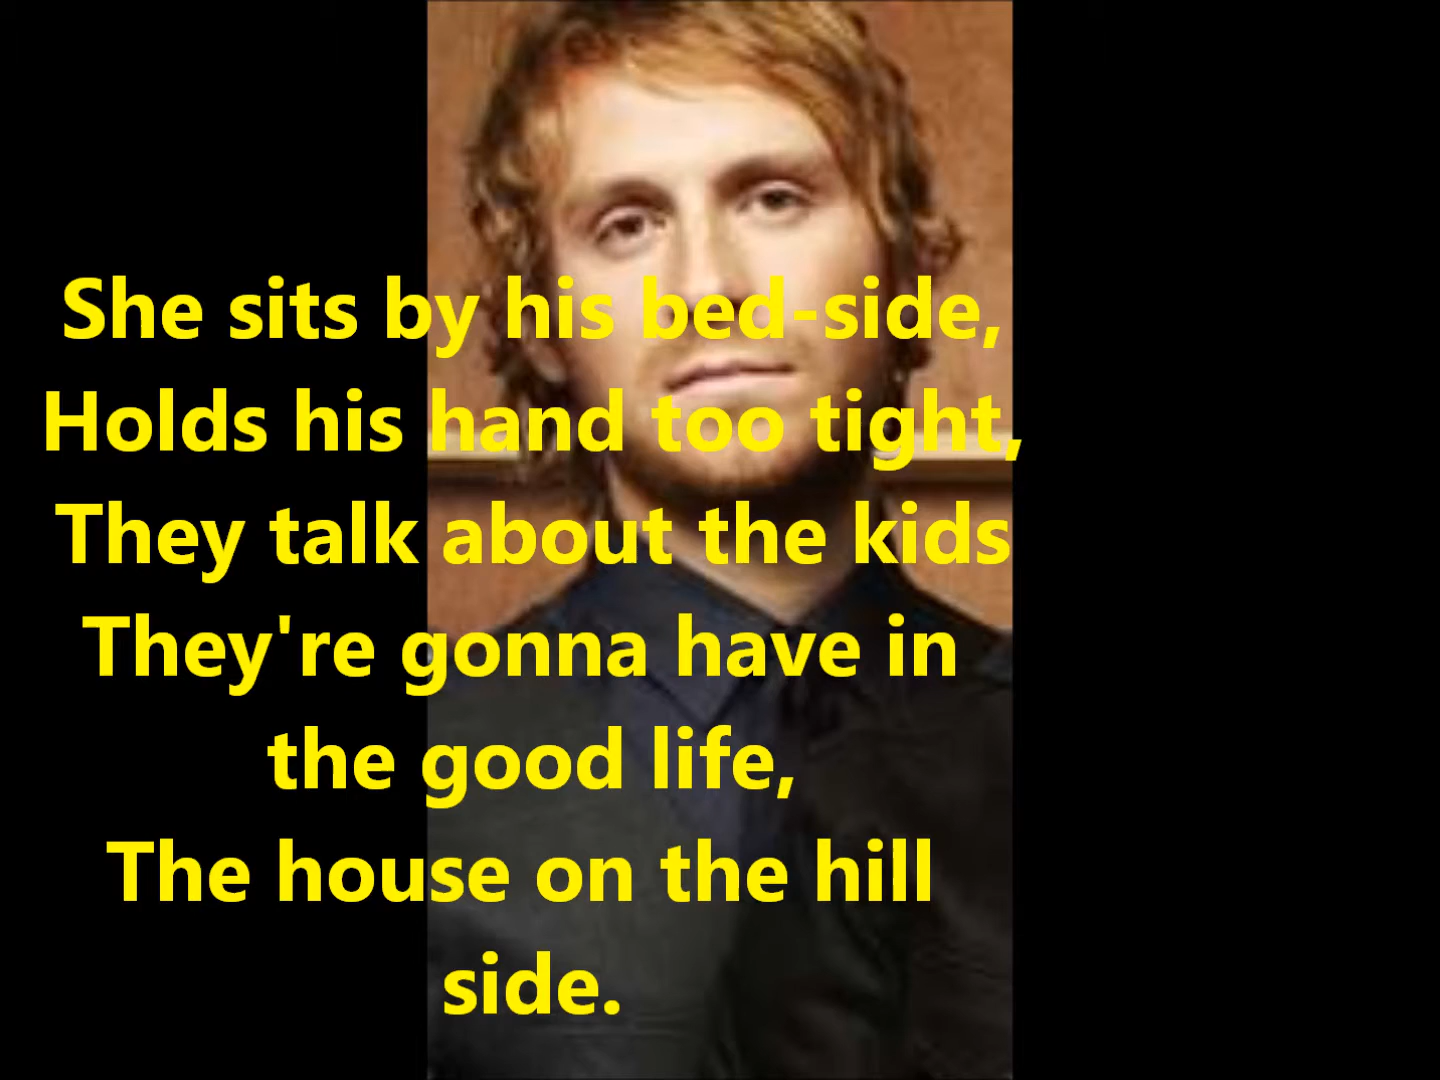 She sits by his bed-side,
Holds his hand too tight,
They talk about the kids
They're gonna have in
the good life,
The house on the hill
side.